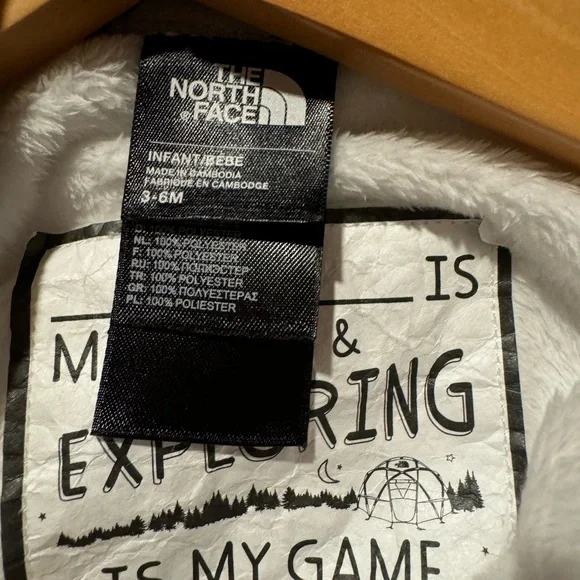 THE
NORTH
FACE
INFANT/BÉBÉ
MADE IN CAMBODIA
FABRIQUÉ EN CAMBODGE
3-6M
NL: 100% POLYESTER
F: 100% POLYESTER
RU: 100% ПОЛИЭСТЕР
TR: 100% POLYESTER
GR: 100% ΠΟΛΥΕΣΤΕΡΑΣ
PL: 100% POLIESTER
IS
&
EXPLORING
IS MY GAME